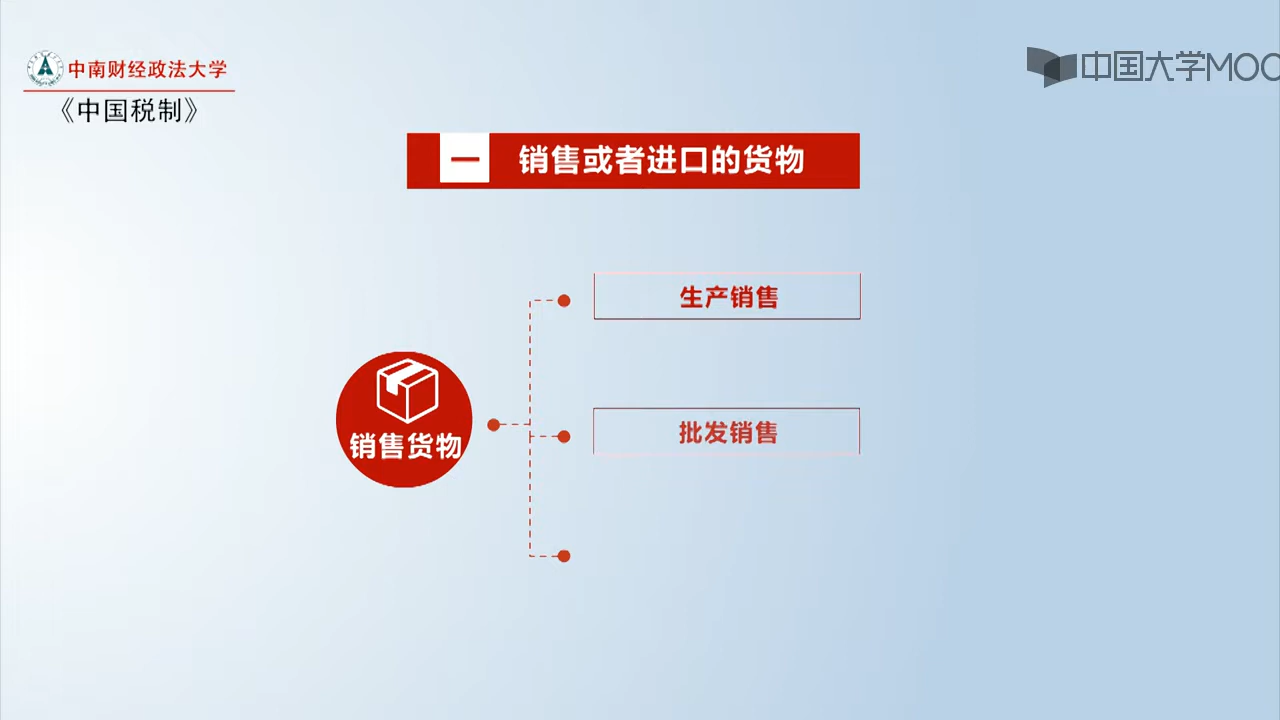 中南财经政法大学
《中国税制》
中国大学MOO
一 销售或者进口的货物
生产销售
销售货物
批发销售